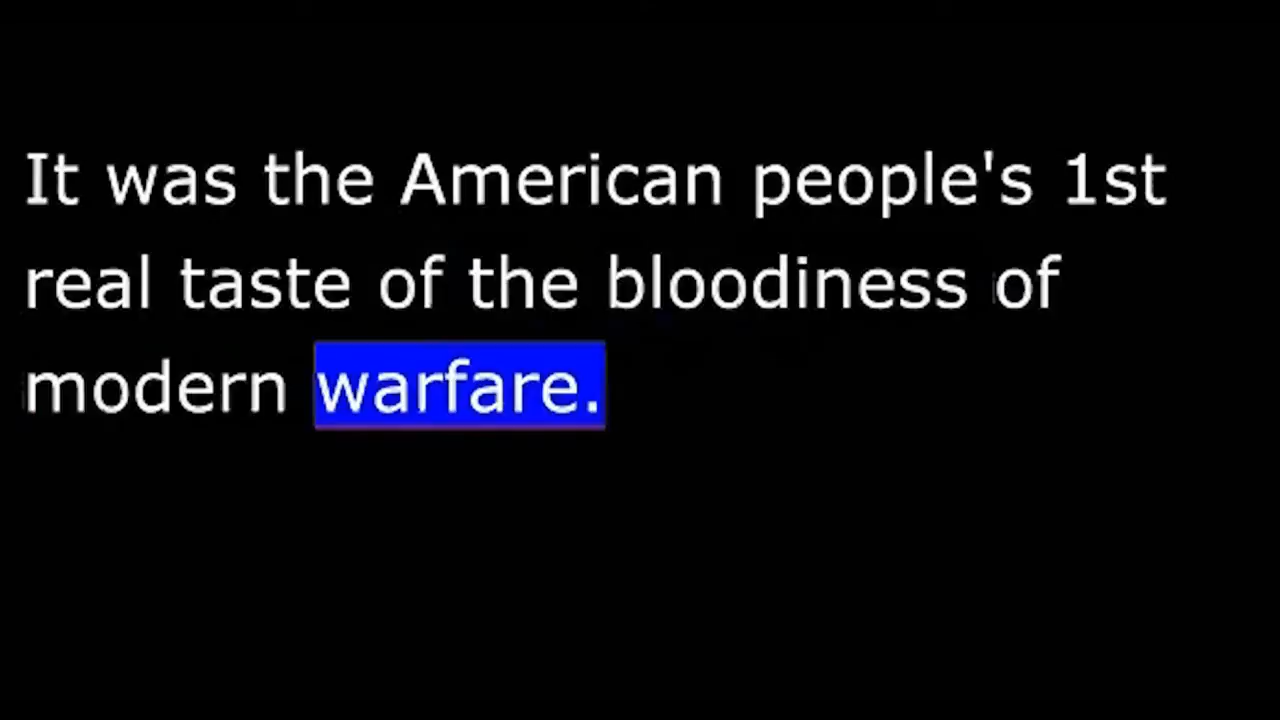 It was the American people's 1st
real taste of the bloodiness of
modern warfare.